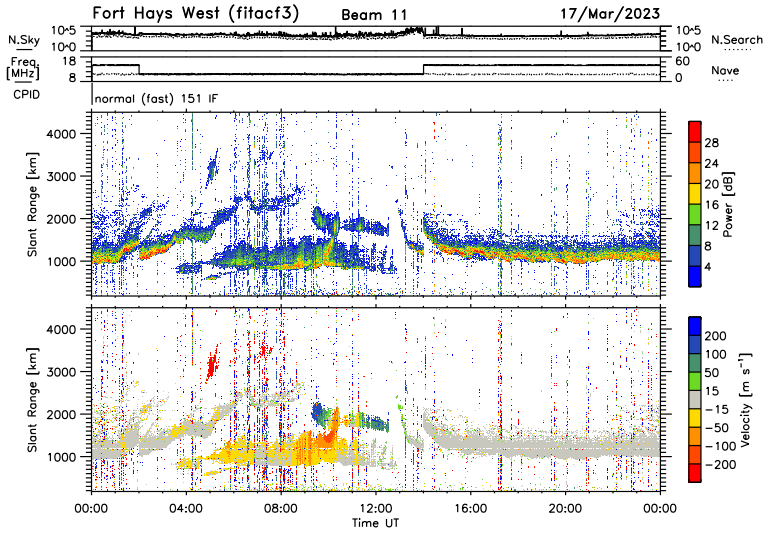 Fort Hays West (fitacf3) Beam 11 17/Mar/2023
N.Sky 10^5 10^0 10^5 10^0 N.Search
Freq. [MHz] 18 8 60 0 Nave
CPID normal (fast) 151 IF
Slant Range [km] 4000 3000 2000 1000
Power [dB] 28 24 20 16 12 8 4
Slant Range [km] 4000 3000 2000 1000
Velocity [m s⁻¹] 200 100 50 15 −15 −50 −100 −200
00:00 04:00 08:00 12:00 16:00 20:00 00:00
Time UT